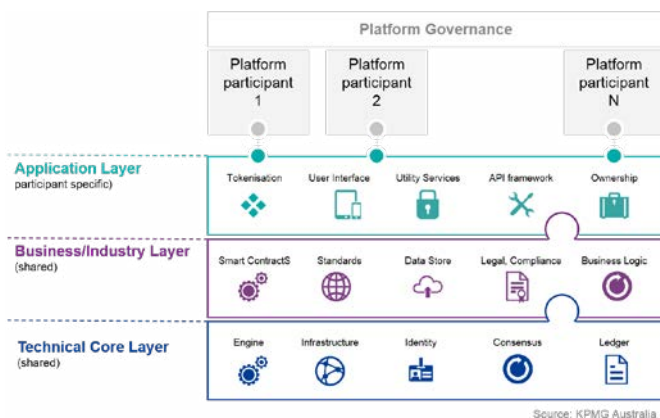 Platform Governance
Platform
participant
1
Platform
participant
2
Platform
participant
N
Application Layer
participant specific)
Tokenisation
User Interface
Utility Services
API framework
Ownership
Business/Industry Layer
(shared)
Smart ContractS
Standards
Data Store
Legal, Compliance
Business Logic
Technical Core Layer
(shared)
Engine
Infrastructure
Identity
Consensus
Ledger
Source: KPMG Australia